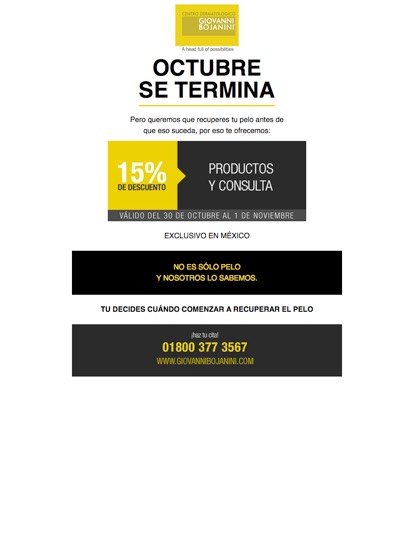 CENTRO DERMATOLÓGICO
GIOVANNI
BOJANINI
A head full of possibilities
OCTUBRE
SE TERMINA
Pero queremos que recuperes tu pelo antes de
que eso suceda, por eso te ofrecemos:
15%
DE DESCUENTO
PRODUCTOS
Y CONSULTA
VÁLIDO DEL 30 DE OCTUBRE AL 1 DE NOVIEMBRE
EXCLUSIVO EN MÉXICO
NO ES SÓLO PELO
Y NOSOTROS LO SABEMOS.
TU DECIDES CUÁNDO COMENZAR A RECUPERAR EL PELO
¡haz tu cita!
01800 377 3567
WWW.GIOVANNIBOJANINI.COM